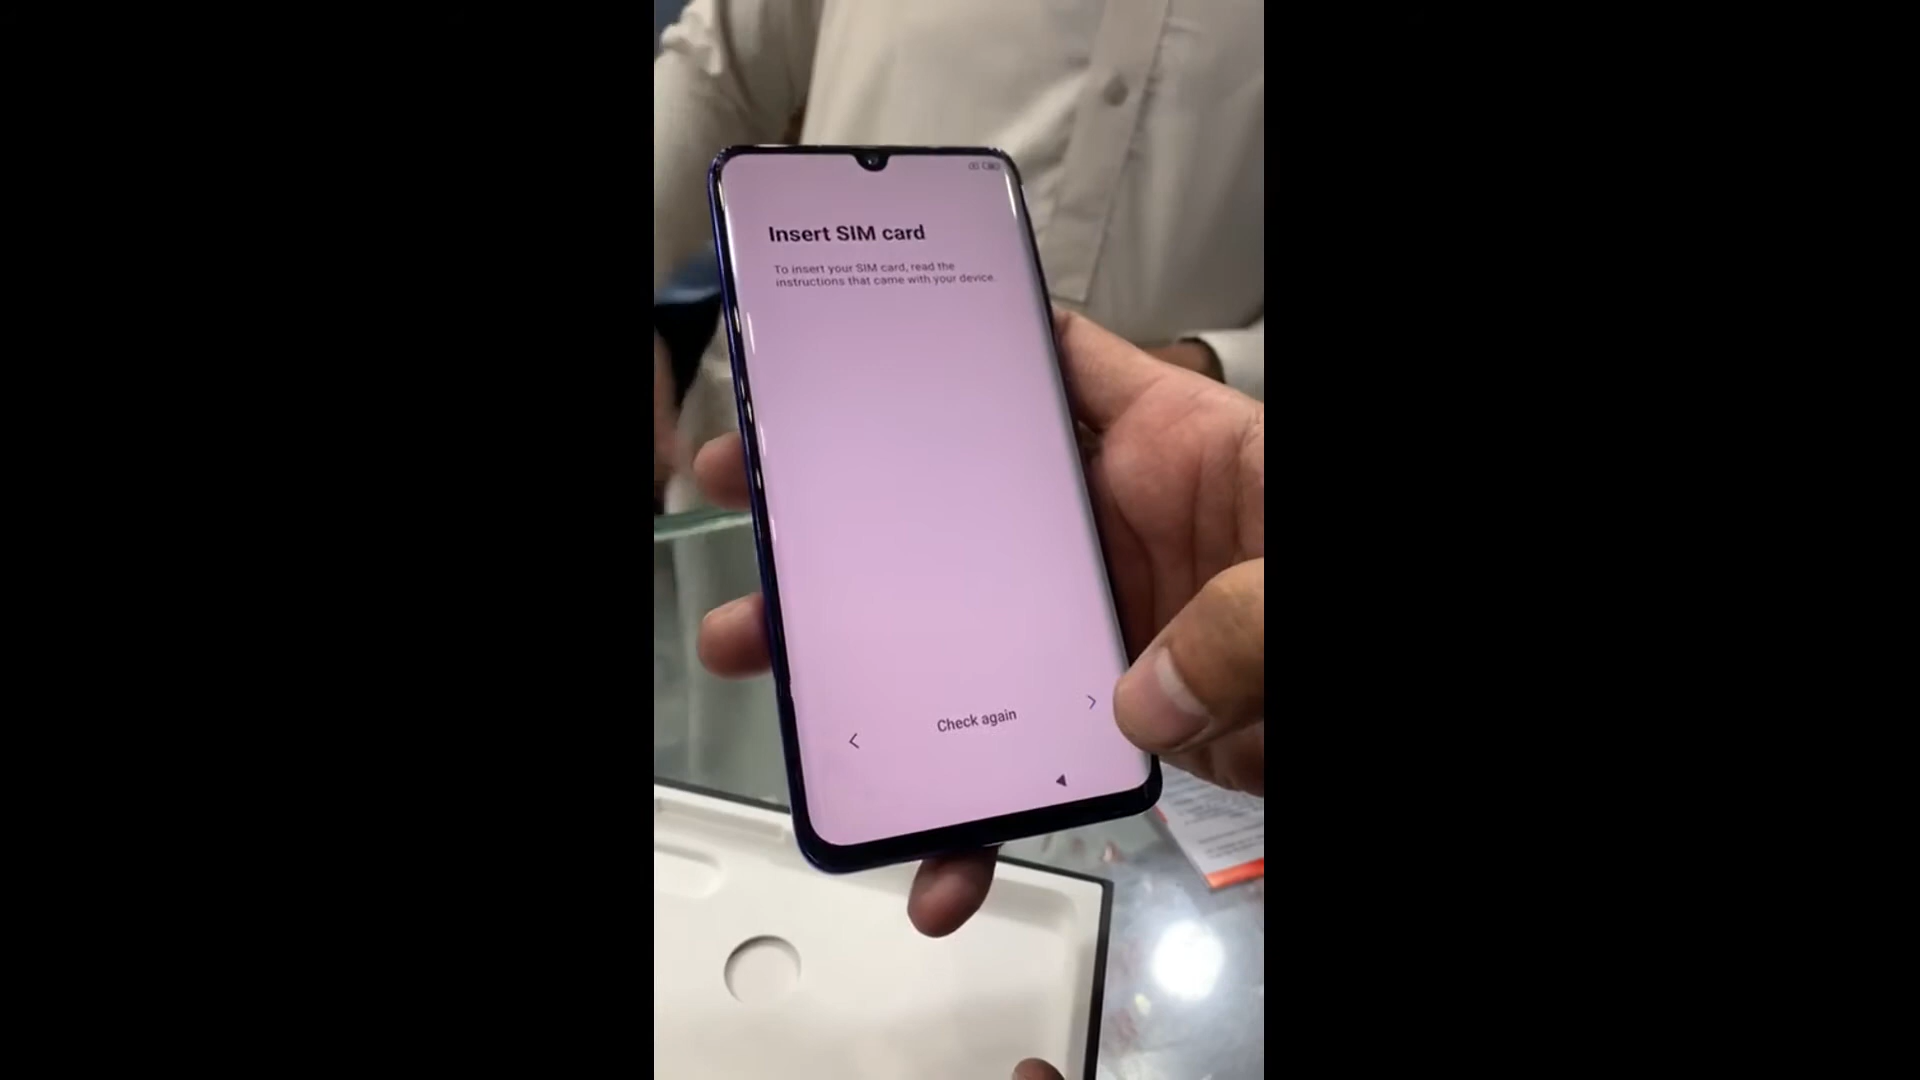 Insert SIM card
To insert your SIM card, read the
instructions that came with your device.
Check again